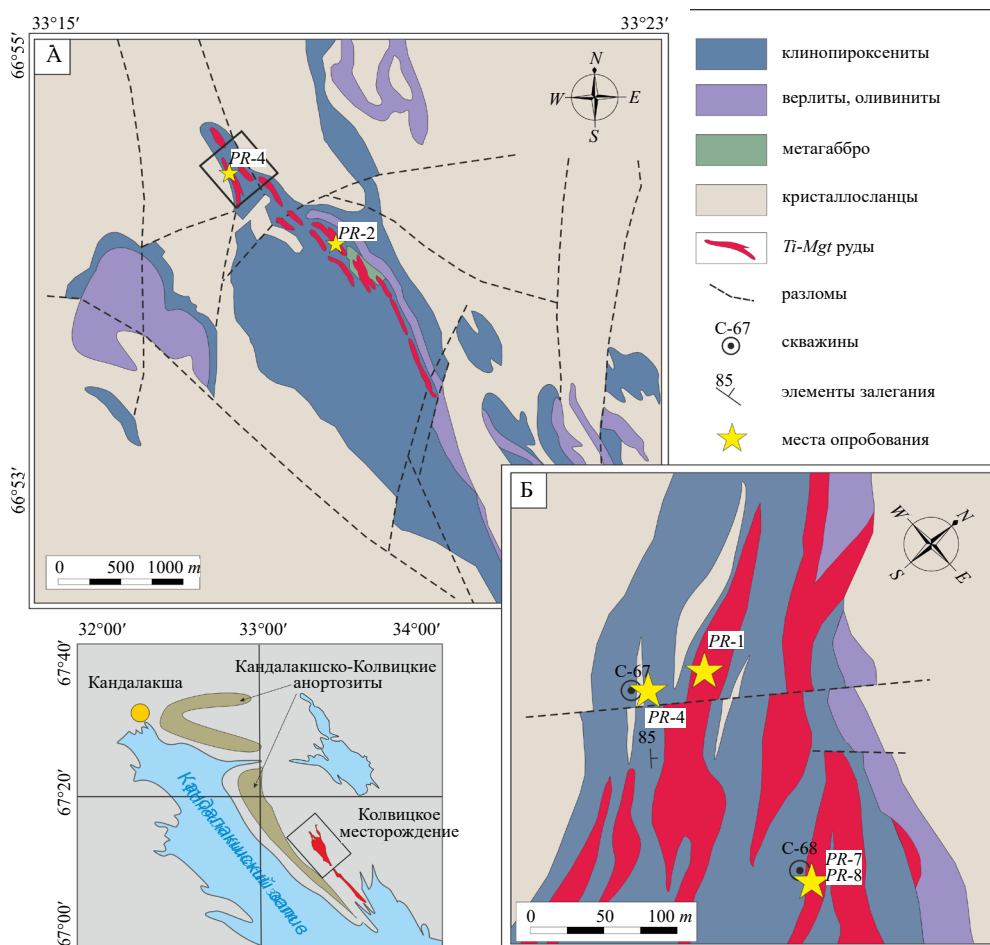 33°15′
33°23′
66°55′
А
N
W
E
S
PR-4
PR-2
66°53′
0 500 1000 m
клинопироксениты
верлиты, оливиниты
метагаббро
кристаллосланцы
Ti-Mgt руды
разломы
С-67
скважины
85
элементы залегания
места опробования
Б
W
N
S
E
PR-1
С-67
PR-4
85
С-68
PR-7
PR-8
0 50 100 m
32°00′
33°00′
34°00′
67°40′
Кандалакша
Кандалакшско-Колвицкие
анортозиты
67°20′
Кандалакшский залив
Колвицкое
месторождение
67°00′